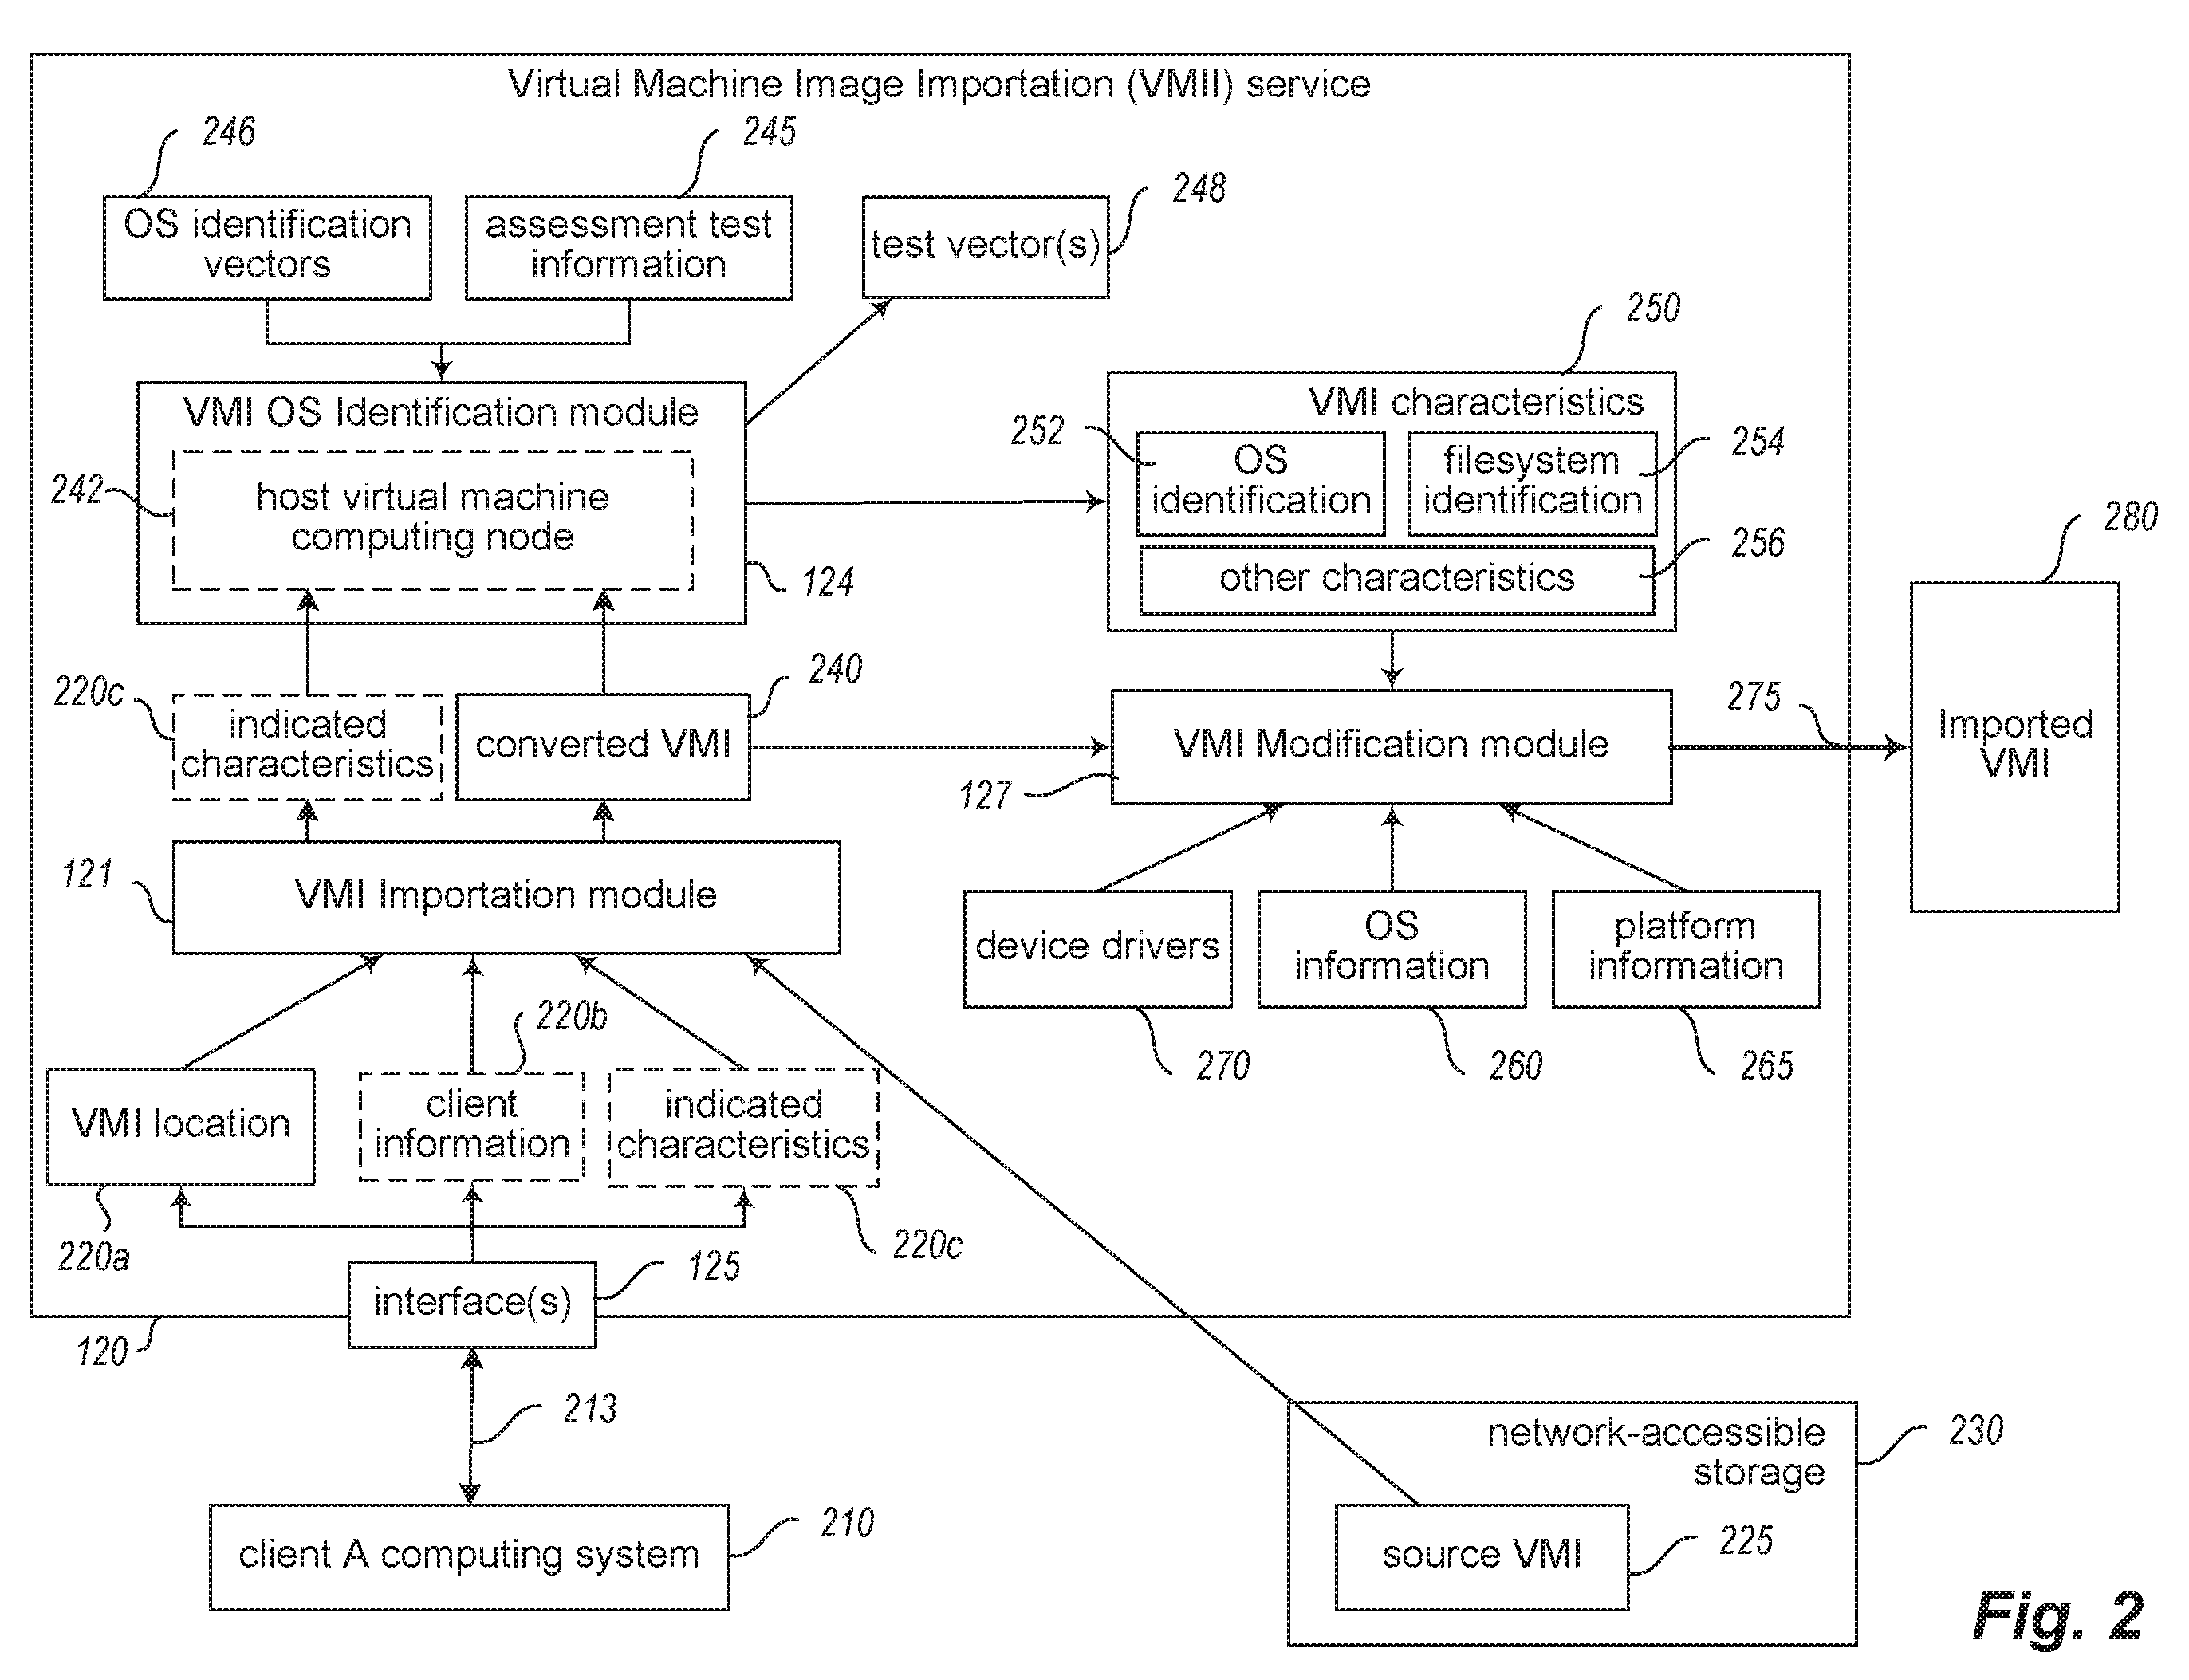 Virtual Machine Image Importation (VMII) service
246
245
248
OS identification
vectors
assessment test
information
test vector(s)
250
VMI OS Identification module
242
host virtual machine
computing node
124
VMI characteristics
252
OS
identification
filesystem
identification
254
other characteristics
256
280
Imported
VMI
220c
indicated
characteristics
240
converted VMI
VMI Modification module
127
275
121
VMI Importation module
device drivers
OS
information
platform
information
270
260
265
220b
VMI location
client
information
indicated
characteristics
220a
220c
125
interface(s)
120
213
client A computing system
210
network-accessible
storage
230
source VMI
225
Fig. 2